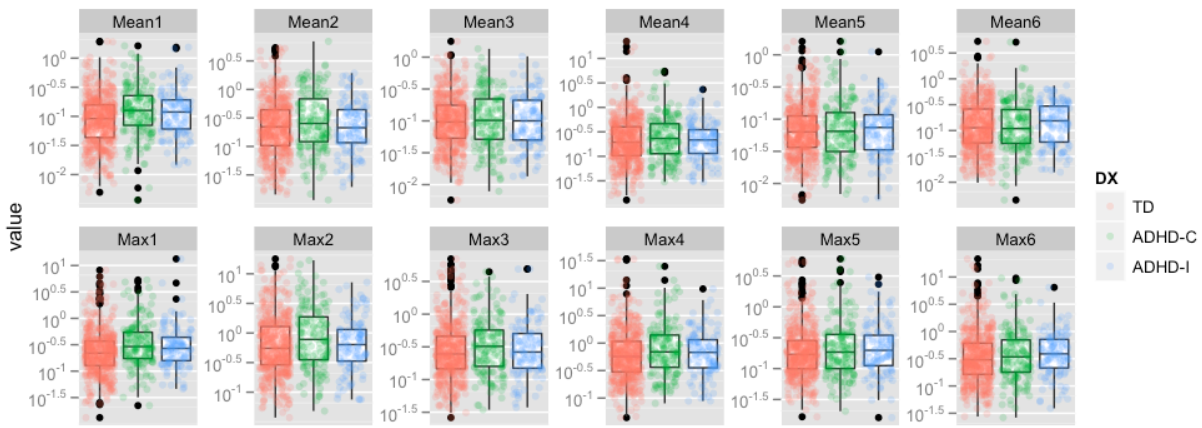 Mean1 Mean2 Mean3 Mean4 Mean5 Mean6
10^0 10^-0.5 10^-1 10^-1.5 10^-2
10^0.5 10^0 10^-0.5 10^-1 10^-1.5
10^0 10^-0.5 10^-1 10^-1.5 10^-2
10^1 10^0.5 10^0 10^-0.5 10^-1 10^-1.5
10^0 10^-0.5 10^-1 10^-1.5 10^-2
10^0.5 10^0 10^-0.5 10^-1 10^-1.5 10^-2
value
Max1 Max2 Max3 Max4 Max5 Max6
10^1 10^0.5 10^0 10^-0.5 10^-1 10^-1.5
10^1 10^0.5 10^0 10^-0.5 10^-1
10^0.5 10^0 10^-0.5 10^-1 10^-1.5
10^1.5 10^1 10^0.5 10^0 10^-0.5 10^-1
10^0.5 10^0 10^-0.5 10^-1 10^-1.5
10^1 10^0.5 10^0 10^-0.5 10^-1 10^-1.5
DX
TD
ADHD-C
ADHD-I